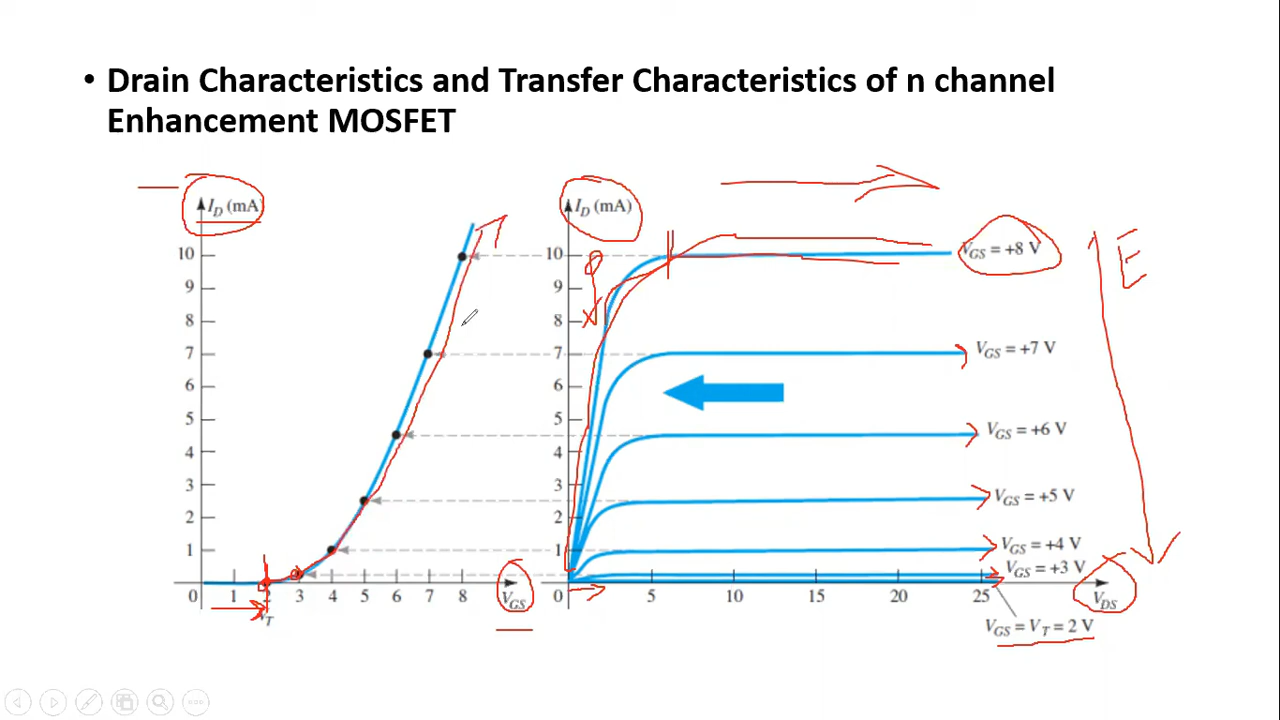 • Drain Characteristics and Transfer Characteristics of n channel
Enhancement MOSFET
I_D (mA)
10
9
8
7
6
5
4
3
2
1
0 1 2 3 4 5 6 7 8 V_GS
V_T
I_D (mA)
10
9
8
7
6
5
4
3
2
1
0 5 10 15 20 25 V_DS
V_GS = +8 V
V_GS = +7 V
V_GS = +6 V
V_GS = +5 V
V_GS = +4 V
V_GS = +3 V
V_GS = V_T = 2 V
E